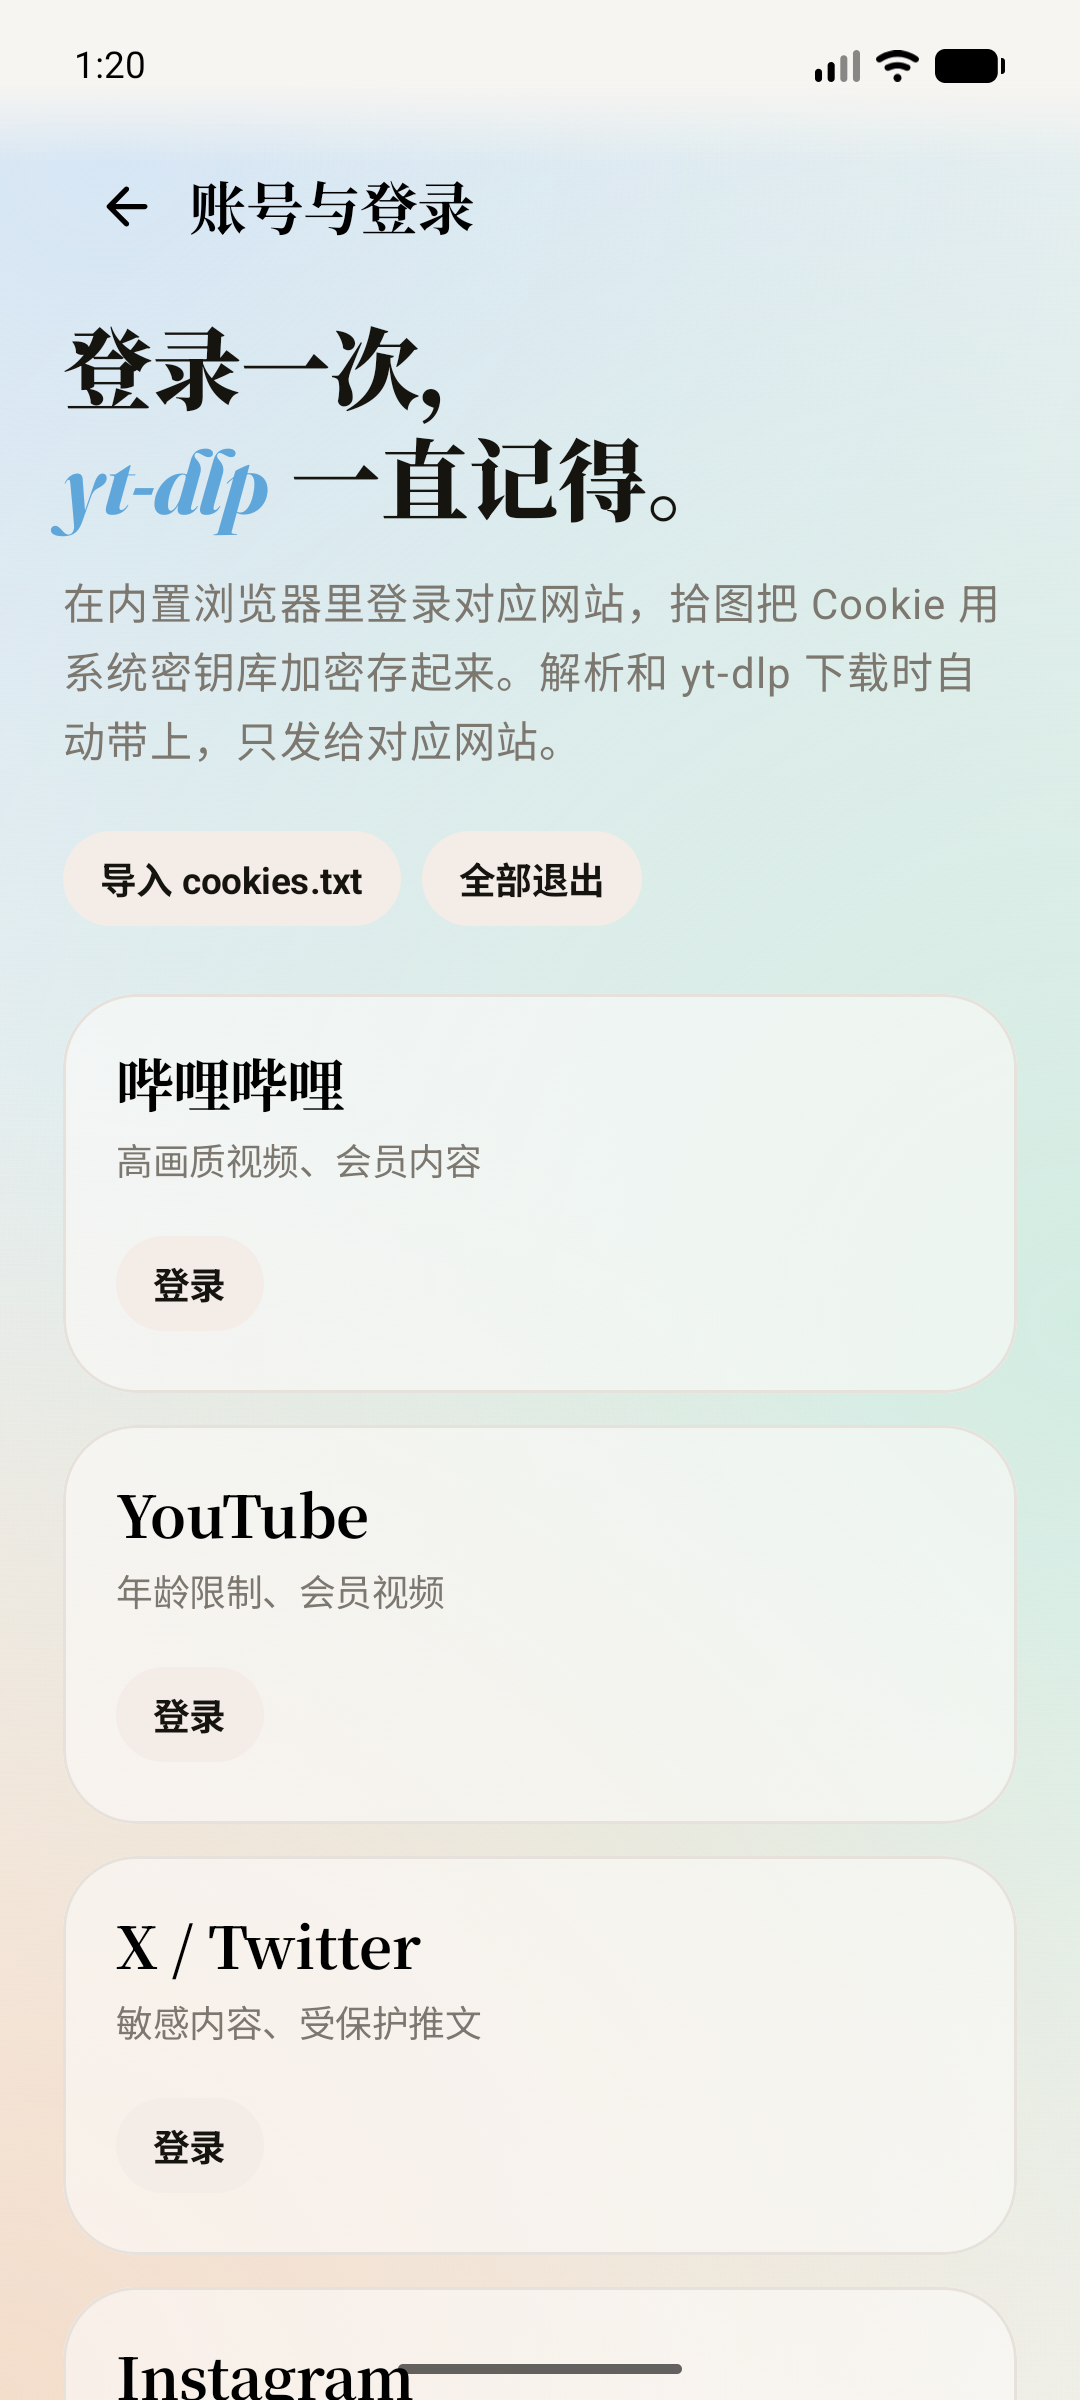 1:20
账号与登录
登录一次，
yt-dlp 一直记得。
在内置浏览器里登录对应网站，拾图把 Cookie 用
系统密钥库加密存起来。解析和 yt-dlp 下载时自
动带上，只发给对应网站。
导入 cookies.txt
全部退出
哔哩哔哩
高画质视频、会员内容
登录
YouTube
年龄限制、会员视频
登录
X / Twitter
敏感内容、受保护推文
登录
Instagram